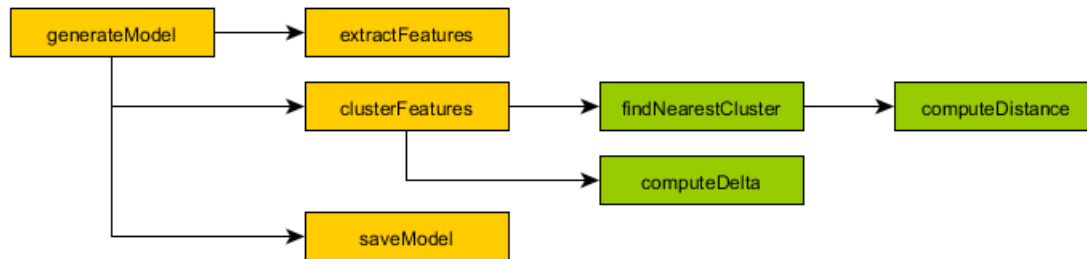 generateModel
extractFeatures
clusterFeatures
findNearestCluster
computeDistance
computeDelta
saveModel